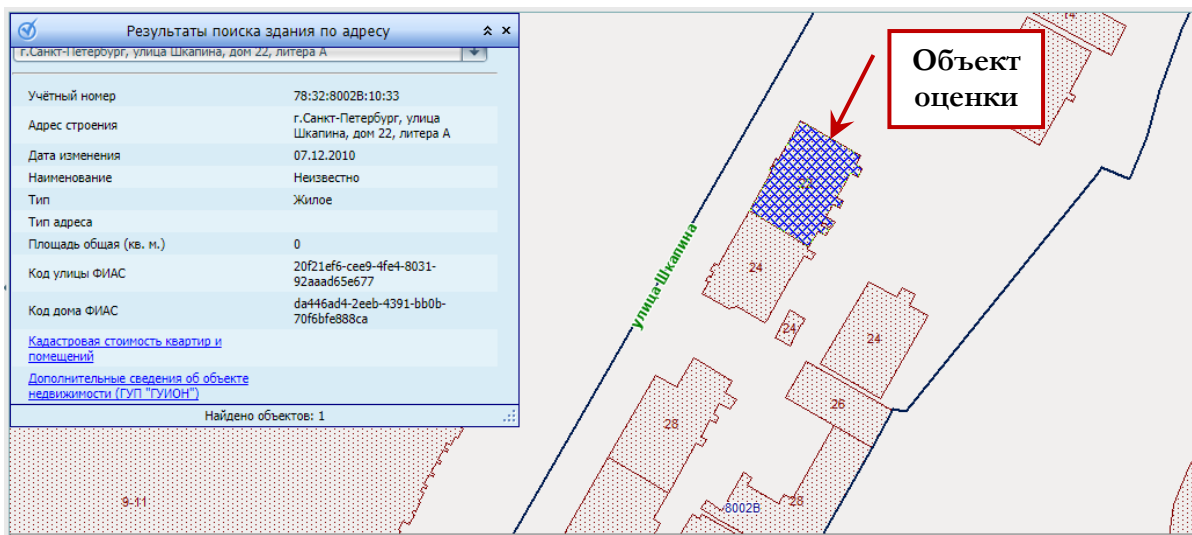 Результаты поиска здания по адресу
г.Санкт-Петербург, улица Шкапина, дом 22, литера А
Учётный номер 78:32:8002В:10:33
Адрес строения г.Санкт-Петербург, улица
Шкапина, дом 22, литера А
Дата изменения 07.12.2010
Наименование Неизвестно
Тип Жилое
Тип адреса
Площадь общая (кв. м.) 0
Код улицы ФИАС 20f21ef6-cee9-4fe4-8031-
92aaad65e677
Код дома ФИАС da446ad4-2eeb-4391-bb0b-
70f6bfe888ca
Кадастровая стоимость квартир и
помещений
Дополнительные сведения об объекте
недвижимости (ГУП "ГУИОН")
Найдено объектов: 1
Объект
оценки
14
улица Шкапина
24
24
24
26
28
28
8002В
9-11